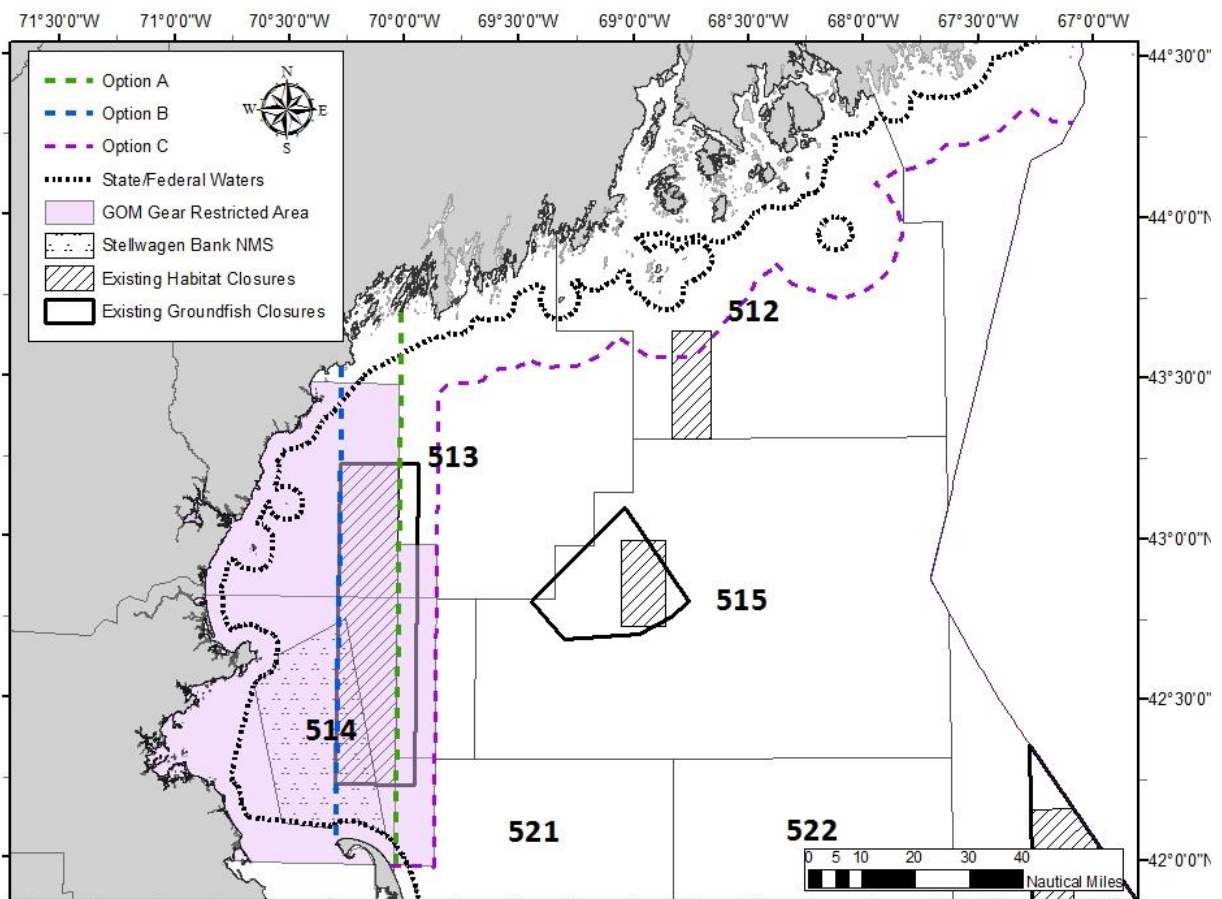 71°30'0"W 71°0'0"W 70°30'0"W 70°0'0"W 69°30'0"W 69°0'0"W 68°30'0"W 68°0'0"W 67°30'0"W 67°0'0"W
Option A
Option B
Option C
State/Federal Waters
GOM Gear Restricted Area
Stellwagen Bank NMS
Existing Habitat Closures
Existing Groundfish Closures
N
W E
S
44°30'0"N
44°0'0"N
512
43°30'0"N
513
43°0'0"N
515
42°30'0"N
514
521
522
42°0'0"N
0 5 10 20 30 40
Nautical Miles